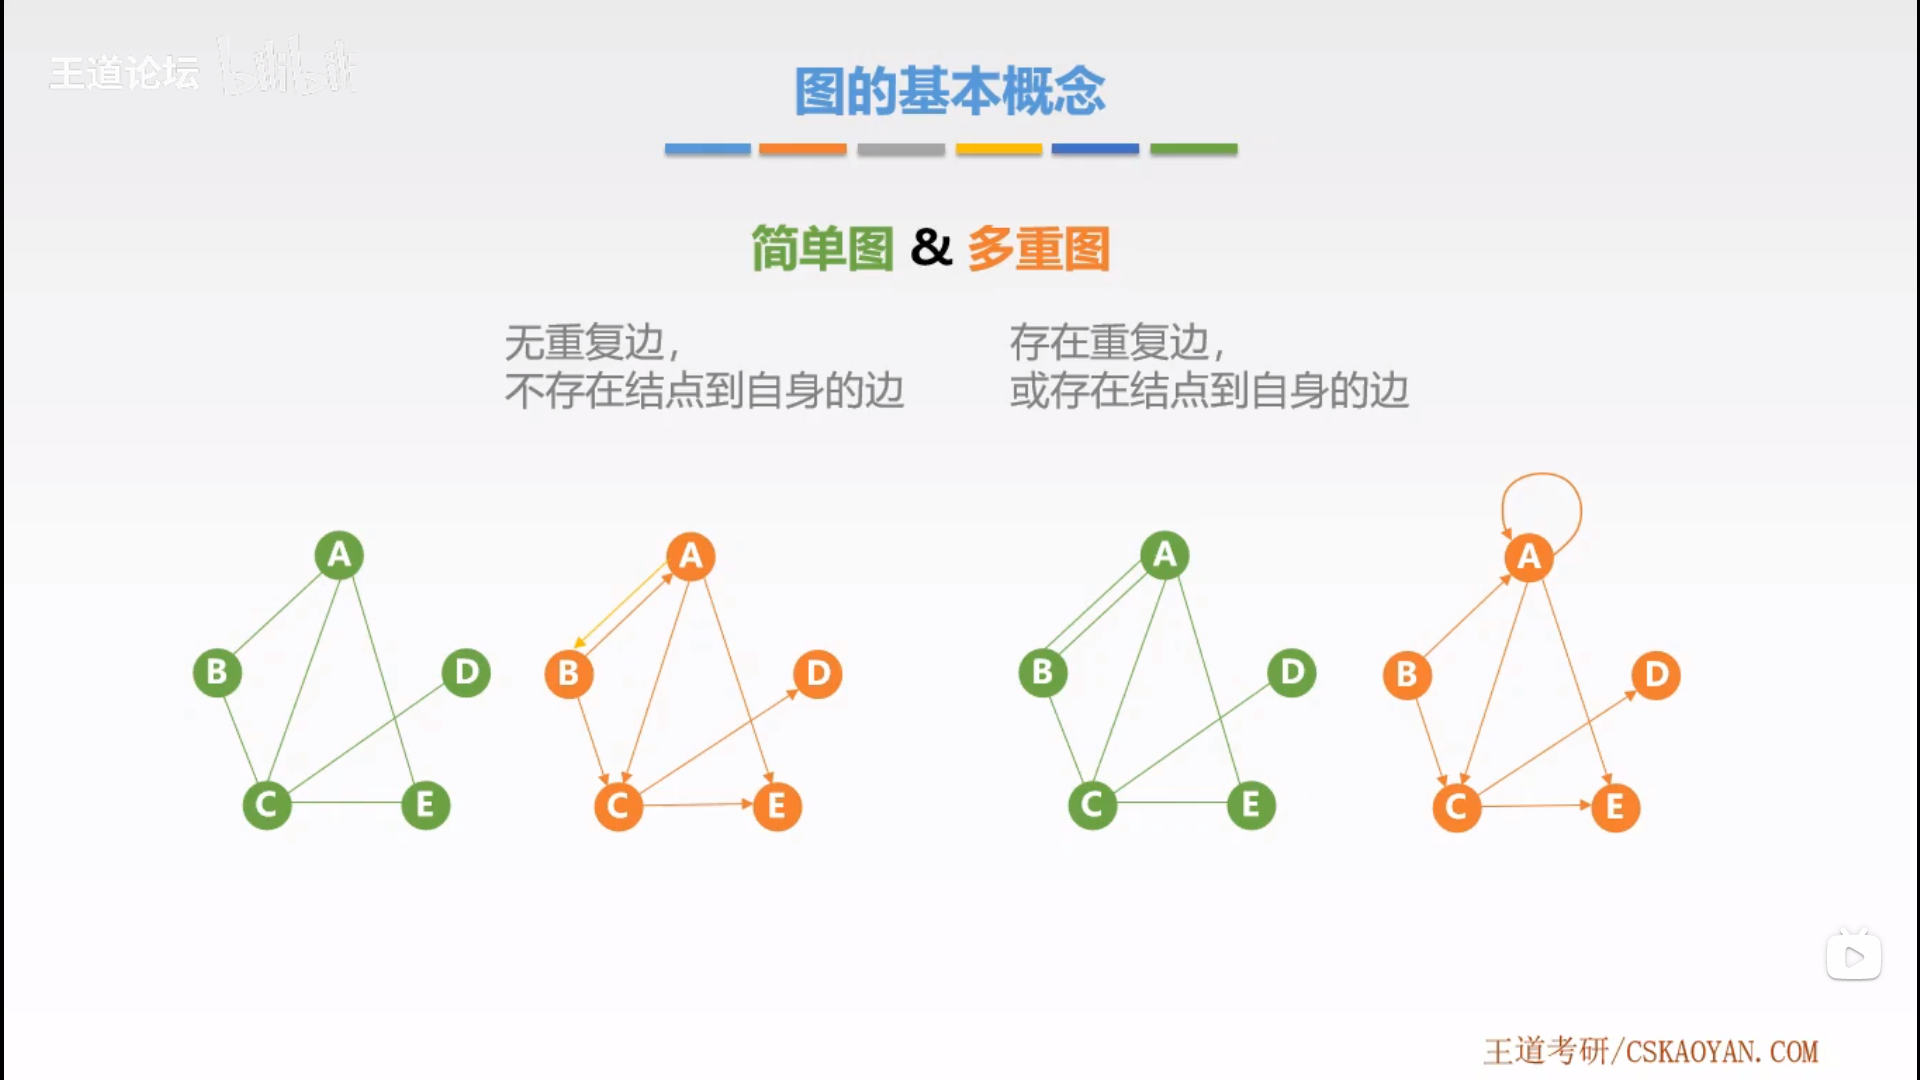 王道论坛 bilibili
图的基本概念
简单图 & 多重图
无重复边，
不存在结点到自身的边
存在重复边，
或存在结点到自身的边
A
B
D
C
E
A
B
D
C
E
A
B
D
C
E
A
B
D
C
E
王道考研/CSKAOYAN.COM